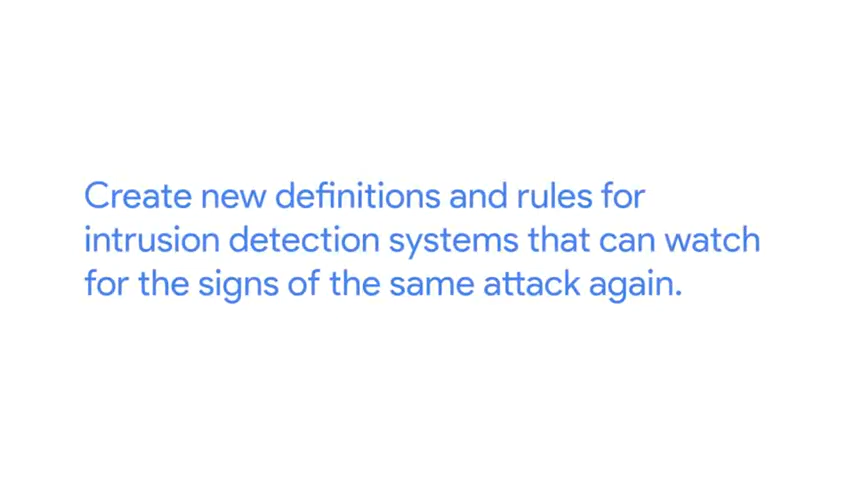 Create new definitions and rules for
intrusion detection systems that can watch
for the signs of the same attack again.